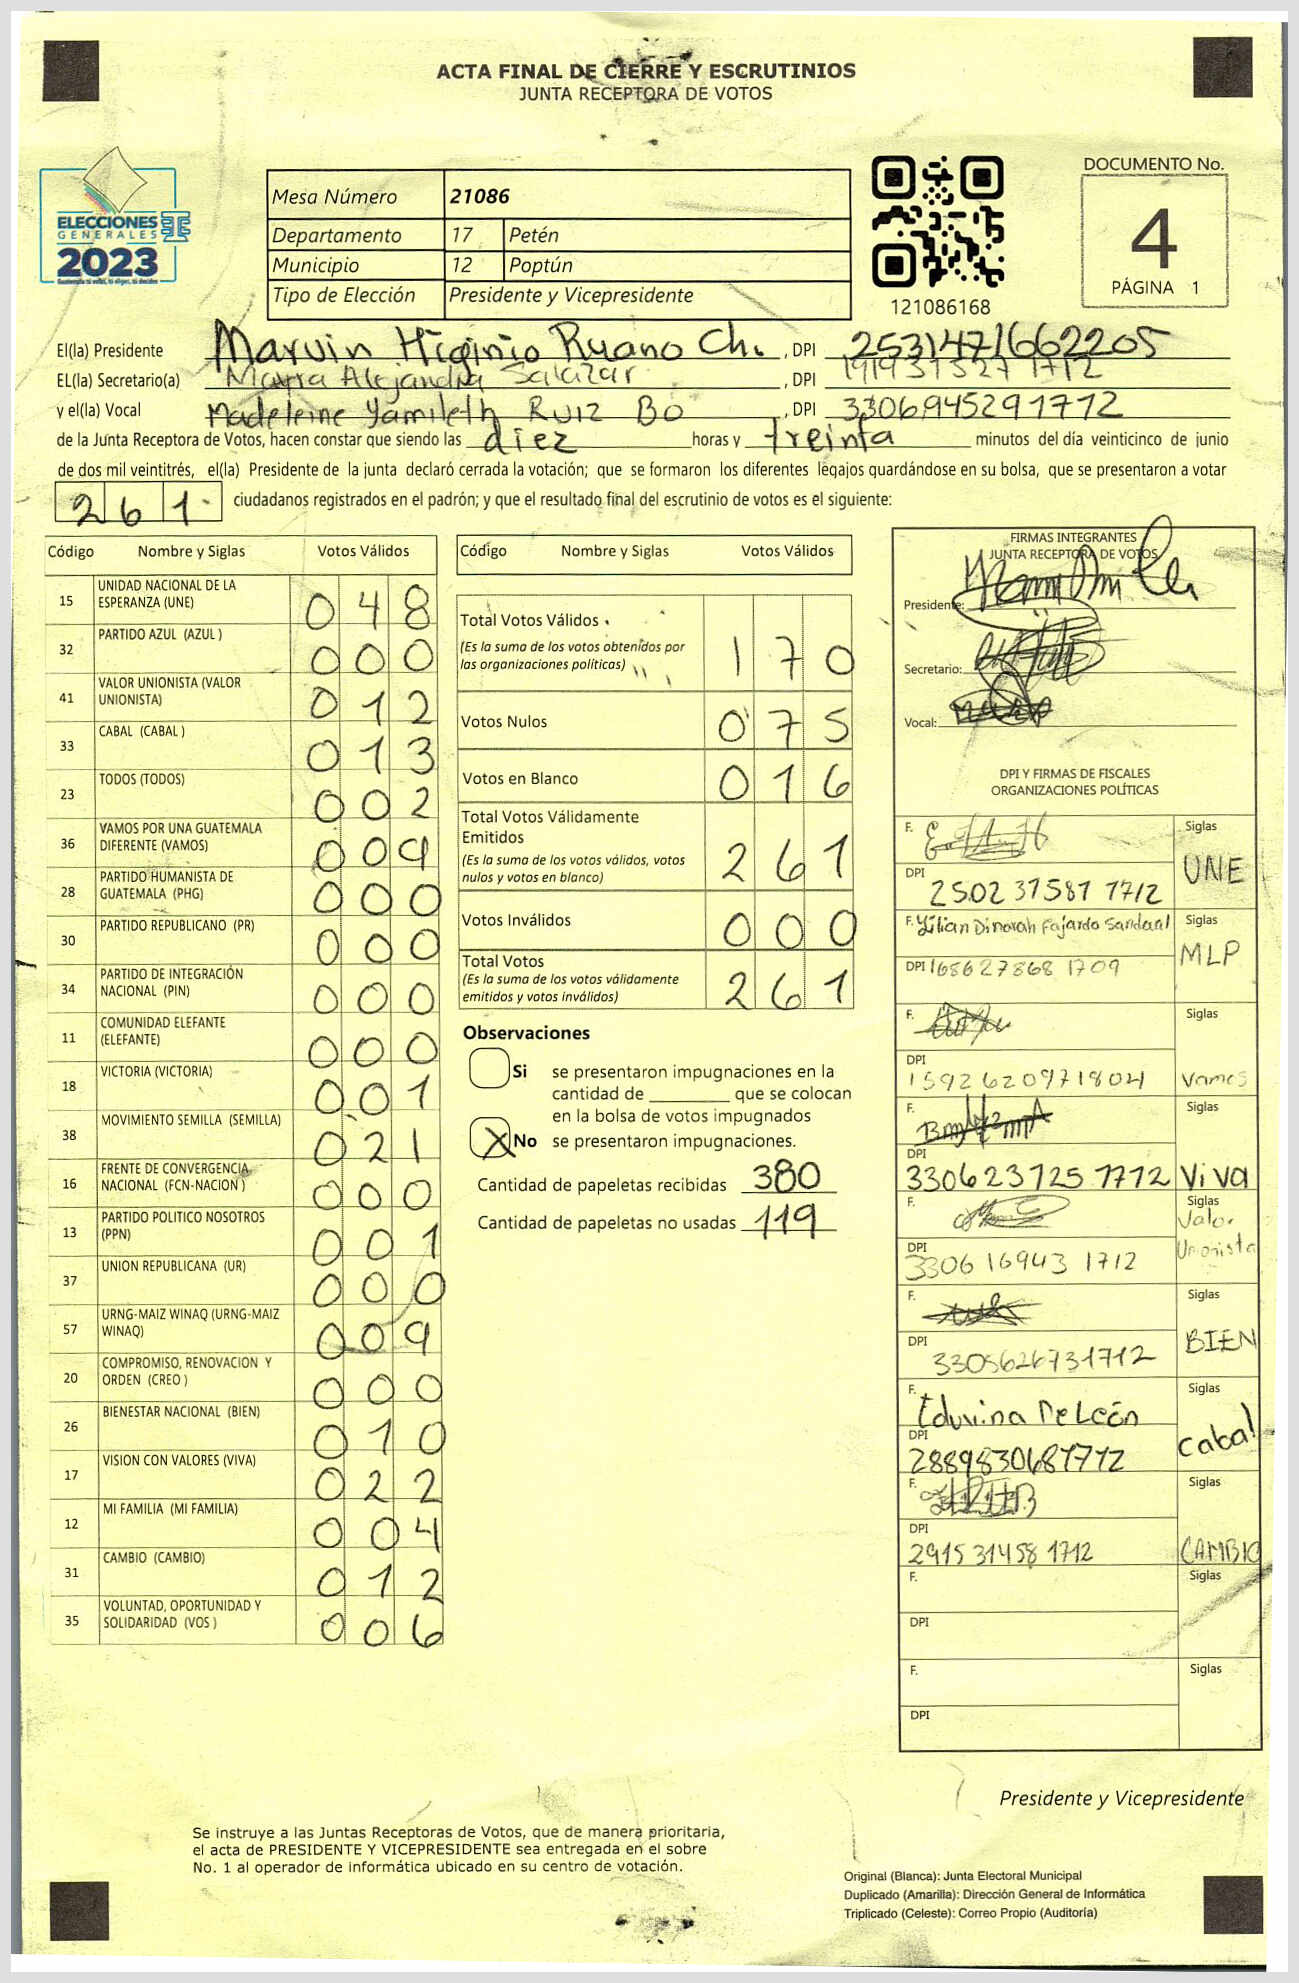 ACTA FINAL DE CIERRE Y ESCRUTINIOS
JUNTA RECEPTORA DE VOTOS
ELECCIONES
GENERALES
2023
Mesa Número 21086
Departamento 17 Petén
Municipio 12 Poptún
Tipo de Elección Presidente y Vicepresidente
121086168
DOCUMENTO No.
4
PÁGINA 1
El(la) Presidente Marvin Higinio Ruano Ch. , DPI 2531471662205
EL(la) Secretario(a) Mayra Alejandra Salazar , DPI
y el(la) Vocal Madeleine Yamileth Ruiz Bo , DPI 3306945291712
de la Junta Receptora de Votos, hacen constar que siendo las diez horas y treinta minutos del día veinticinco de junio
de dos mil veintitrés, el(la) Presidente de la junta declaró cerrada la votación; que se formaron los diferentes legajos guardándose en su bolsa, que se presentaron a votar
261 ciudadanos registrados en el padrón; y que el resultado final del escrutinio de votos es el siguiente:
Código Nombre y Siglas Votos Válidos
15 UNIDAD NACIONAL DE LA ESPERANZA (UNE) 048
32 PARTIDO AZUL (AZUL ) 000
41 VALOR UNIONISTA (VALOR UNIONISTA) 012
33 CABAL (CABAL ) 013
23 TODOS (TODOS) 002
36 VAMOS POR UNA GUATEMALA DIFERENTE (VAMOS) 009
28 PARTIDO HUMANISTA DE GUATEMALA (PHG) 000
30 PARTIDO REPUBLICANO (PR) 000
34 PARTIDO DE INTEGRACIÓN NACIONAL (PIN) 000
11 COMUNIDAD ELEFANTE (ELEFANTE) 000
18 VICTORIA (VICTORIA) 001
38 MOVIMIENTO SEMILLA (SEMILLA) 021
16 FRENTE DE CONVERGENCIA NACIONAL (FCN-NACION ) 000
13 PARTIDO POLITICO NOSOTROS (PPN) 001
37 UNION REPUBLICANA (UR) 000
57 URNG-MAIZ WINAQ (URNG-MAIZ WINAQ) 009
20 COMPROMISO, RENOVACION Y ORDEN (CREO ) 000
26 BIENESTAR NACIONAL (BIEN) 010
17 VISION CON VALORES (VIVA) 022
12 MI FAMILIA (MI FAMILIA) 004
31 CAMBIO (CAMBIO) 012
35 VOLUNTAD, OPORTUNIDAD Y SOLIDARIDAD (VOS ) 006
Código Nombre y Siglas Votos Válidos
Total Votos Válidos 170
(Es la suma de los votos obtenidos por
las organizaciones políticas)
Votos Nulos 075
Votos en Blanco 016
Total Votos Válidamente
Emitidos 261
(Es la suma de los votos válidos, votos
nulos y votos en blanco)
Votos Inválidos 000
Total Votos 261
(Es la suma de los votos válidamente
emitidos y votos inválidos)
Observaciones
Si se presentaron impugnaciones en la
cantidad de ________ que se colocan
en la bolsa de votos impugnados
X No se presentaron impugnaciones.
Cantidad de papeletas recibidas 380
Cantidad de papeletas no usadas 119
FIRMAS INTEGRANTES
JUNTA RECEPTORA DE VOTOS
Presidente:
Secretario:
Vocal:
DPI Y FIRMAS DE FISCALES
ORGANIZACIONES POLÍTICAS
F. Siglas UNE
DPI 2502 37587 1712
F. Lilian Dinorah Fajardo Sandoval Siglas MLP
DPI 168627868 1709
F. Siglas Vamos
DPI 1592620971804
F. Siglas Viva
DPI 330623725 1712
F. Siglas Valor Unionista
DPI 3306 16943 1712
F. Siglas BIEN
DPI 3305626731712
F. Edwina De León Siglas Cabal
DPI 2889830681712
F. Siglas CAMBIO
DPI 2915 31458 1712
F. Siglas
DPI
F. Siglas
DPI
Presidente y Vicepresidente
Se instruye a las Juntas Receptoras de Votos, que de manera prioritaria,
el acta de PRESIDENTE Y VICEPRESIDENTE sea entregada en el sobre
No. 1 al operador de informática ubicado en su centro de votación.
Original (Blanca): Junta Electoral Municipal
Duplicado (Amarilla): Dirección General de Informática
Triplicado (Celeste): Correo Propio (Auditoría)